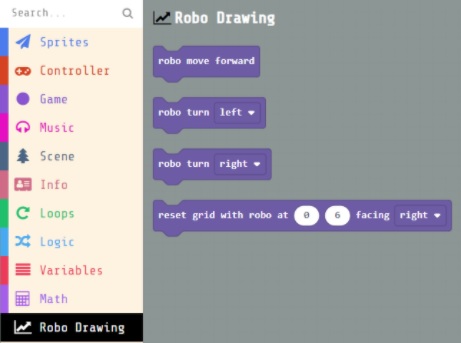 Search...
Sprites
Controller
Game
Music
Scene
Info
Loops
Logic
Variables
Math
Robo Drawing
Robo Drawing
robo move forward
robo turn left
robo turn right
reset grid with robo at 0 6 facing right